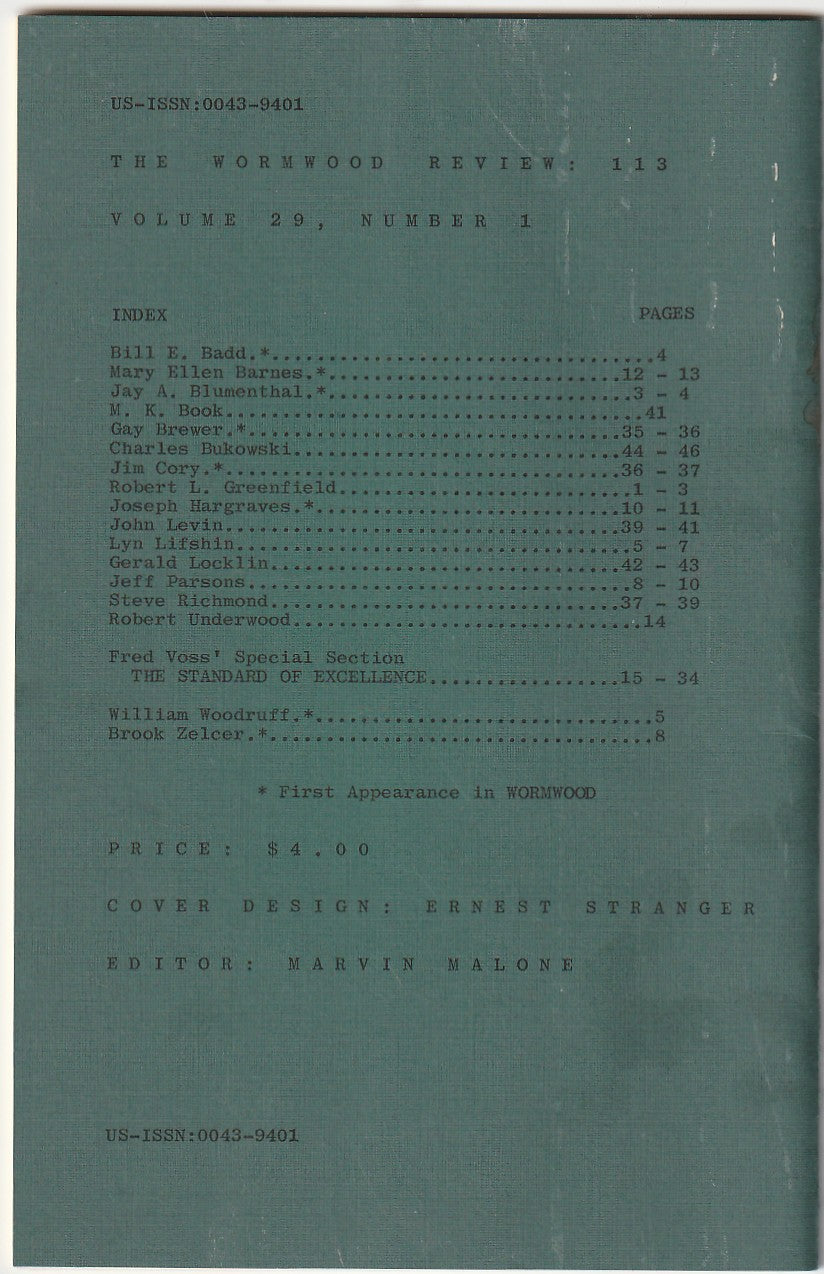 US-ISSN:0043-9401
THE WORMWOOD REVIEW: 113
VOLUME 29, NUMBER 1
INDEX PAGES
Bill E. Badd.*..................................4
Mary Ellen Barnes.*..........................12 - 13
Jay A. Blumenthal.*...........................3 - 4
M. K. Book.....................................41
Gay Brewer.*.................................35 - 36
Charles Bukowski.............................44 - 46
Jim Cory.*...................................36 - 37
Robert L. Greenfield..........................1 - 3
Joseph Hargraves.*...........................10 - 11
John Levin...................................39 - 41
Lyn Lifshin...................................5 - 7
Gerald Locklin...............................42 - 43
Jeff Parsons..................................8 - 10
Steve Richmond...............................37 - 39
Robert Underwood...............................14
Fred Voss' Special Section
THE STANDARD OF EXCELLENCE.................15 - 34
William Woodruff.*..............................5
Brook Zelcer.*..................................8
* First Appearance in WORMWOOD
PRICE: $4.00
COVER DESIGN: ERNEST STRANGER
EDITOR: MARVIN MALONE
US-ISSN:0043-9401